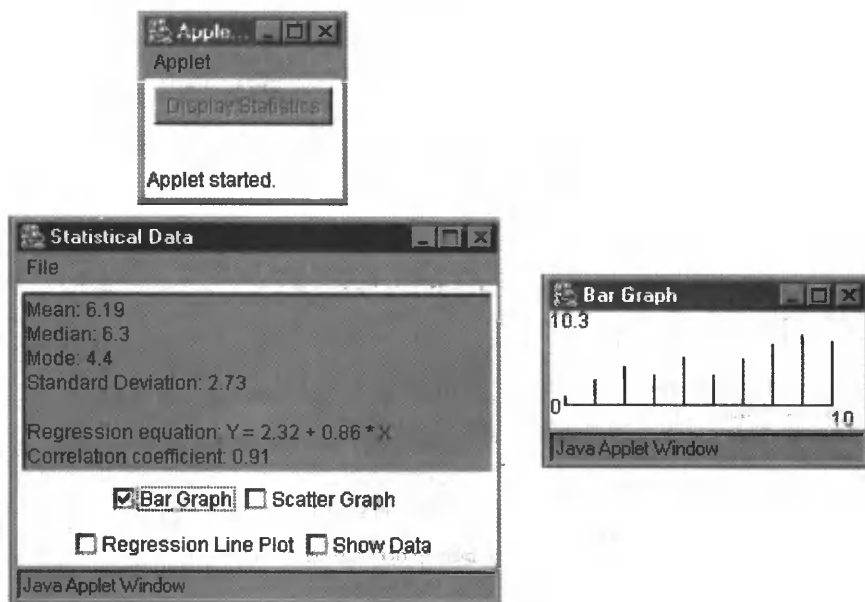 Apple...
Applet
Display Statistics
Applet started.
Statistical Data
File
Mean: 6.19
Median: 6.3
Mode: 4.4
Standard Deviation: 2.73
Regression equation: Y = 2.32 + 0.86 * X
Correlation coefficient: 0.91
Bar Graph Scatter Graph
Regression Line Plot Show Data
Java Applet Window
Bar Graph
10.3
0
10
Java Applet Window